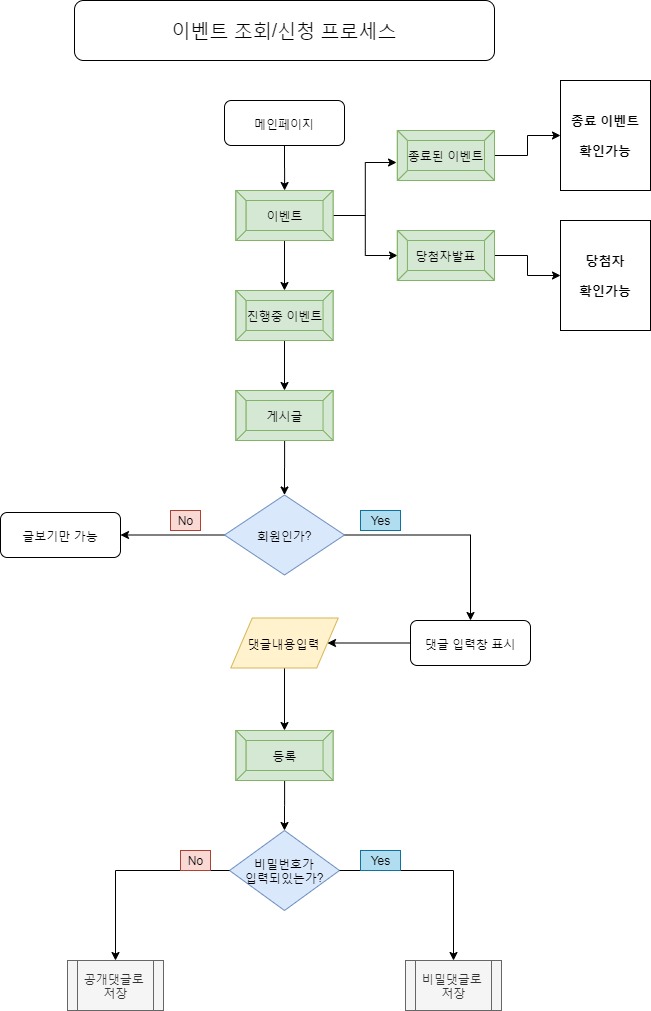 이벤트 조회/신청 프로세스
메인페이지
종료된 이벤트
종료 이벤트
확인가능
이벤트
당첨자발표
당첨자
확인가능
진행중 이벤트
게시글
No
Yes
글보기만 가능
회원인가?
댓글내용입력
댓글 입력창 표시
등록
No
Yes
비밀번호가
입력되있는가?
공개댓글로
저장
비밀댓글로
저장